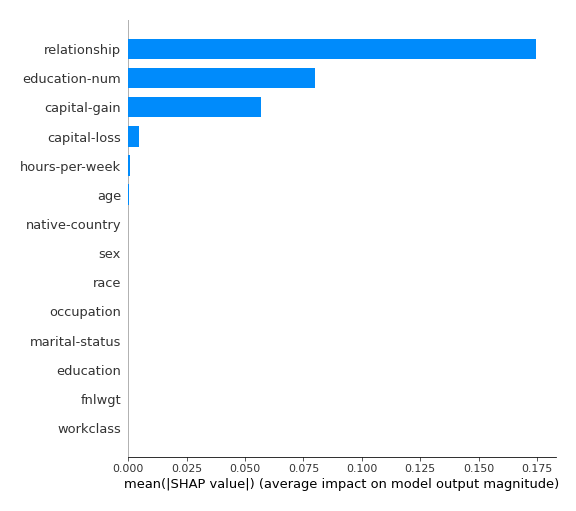 relationship
education-num
capital-gain
capital-loss
hours-per-week
age
native-country
sex
race
occupation
marital-status
education
fnlwgt
workclass
0.000 0.025 0.050 0.075 0.100 0.125 0.150 0.175
mean(|SHAP value|) (average impact on model output magnitude)